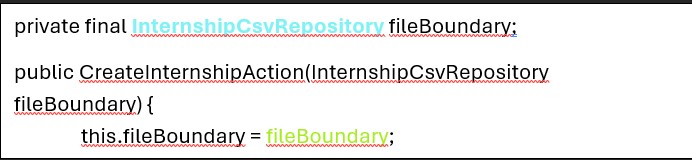 private final InternshipCsvRepository fileBoundary;
public CreateInternshipAction(InternshipCsvRepository
fileBoundary) {
this.fileBoundary = fileBoundary;